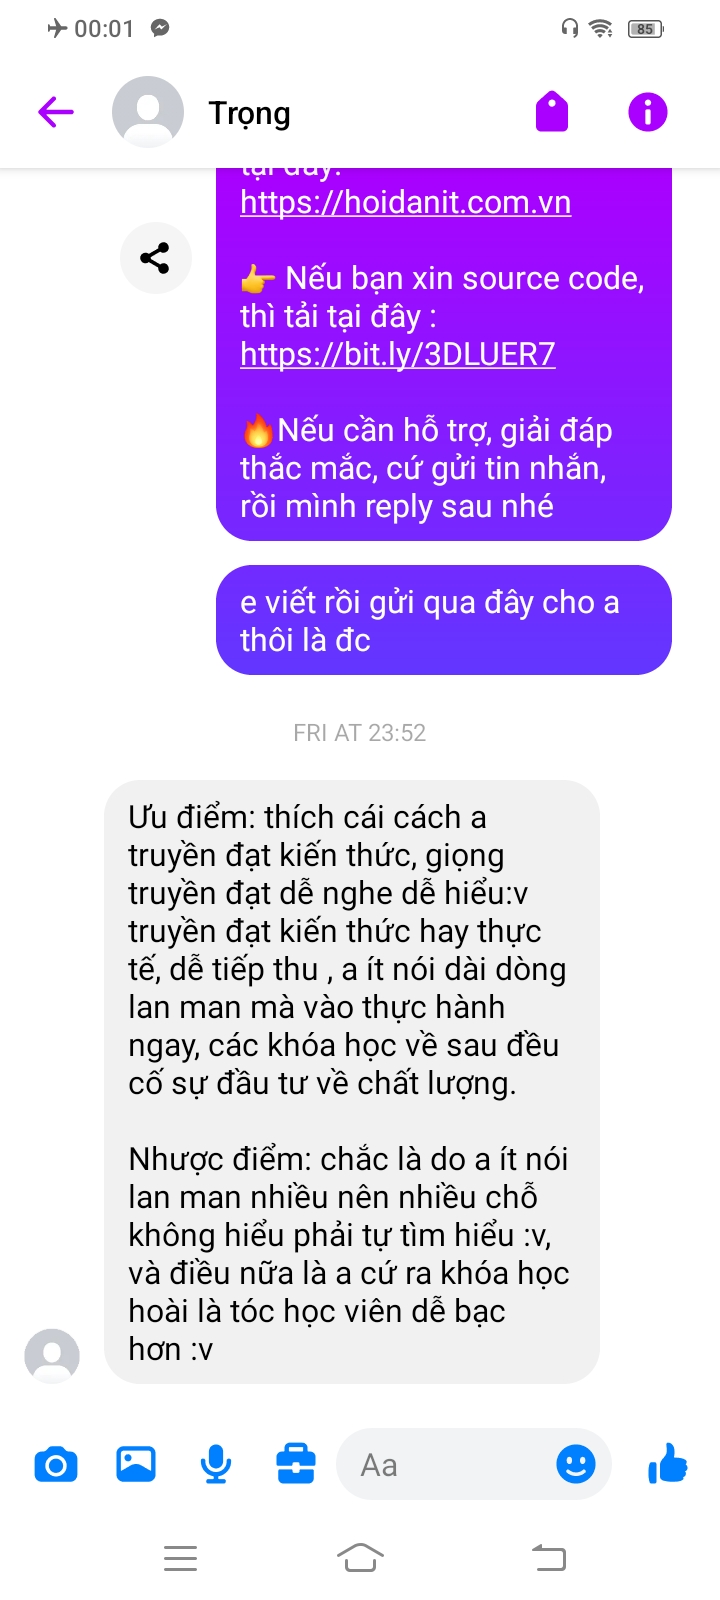 00:01
85
Trọng
tại đây:
https://hoidanit.com.vn
👉 Nếu bạn xin source code,
thì tải tại đây :
https://bit.ly/3DLUER7
🔥Nếu cần hỗ trợ, giải đáp
thắc mắc, cứ gửi tin nhắn,
rồi mình reply sau nhé
e viết rồi gửi qua đây cho a
thôi là đc
FRI AT 23:52
Ưu điểm: thích cái cách a
truyền đạt kiến thức, giọng
truyền đạt dễ nghe dễ hiểu:v
truyền đạt kiến thức hay thực
tế, dễ tiếp thu , a ít nói dài dòng
lan man mà vào thực hành
ngay, các khóa học về sau đều
cố sự đầu tư về chất lượng.
Nhược điểm: chắc là do a ít nói
lan man nhiều nên nhiều chỗ
không hiểu phải tự tìm hiểu :v,
và điều nữa là a cứ ra khóa học
hoài là tóc học viên dễ bạc
hơn :v
Aa